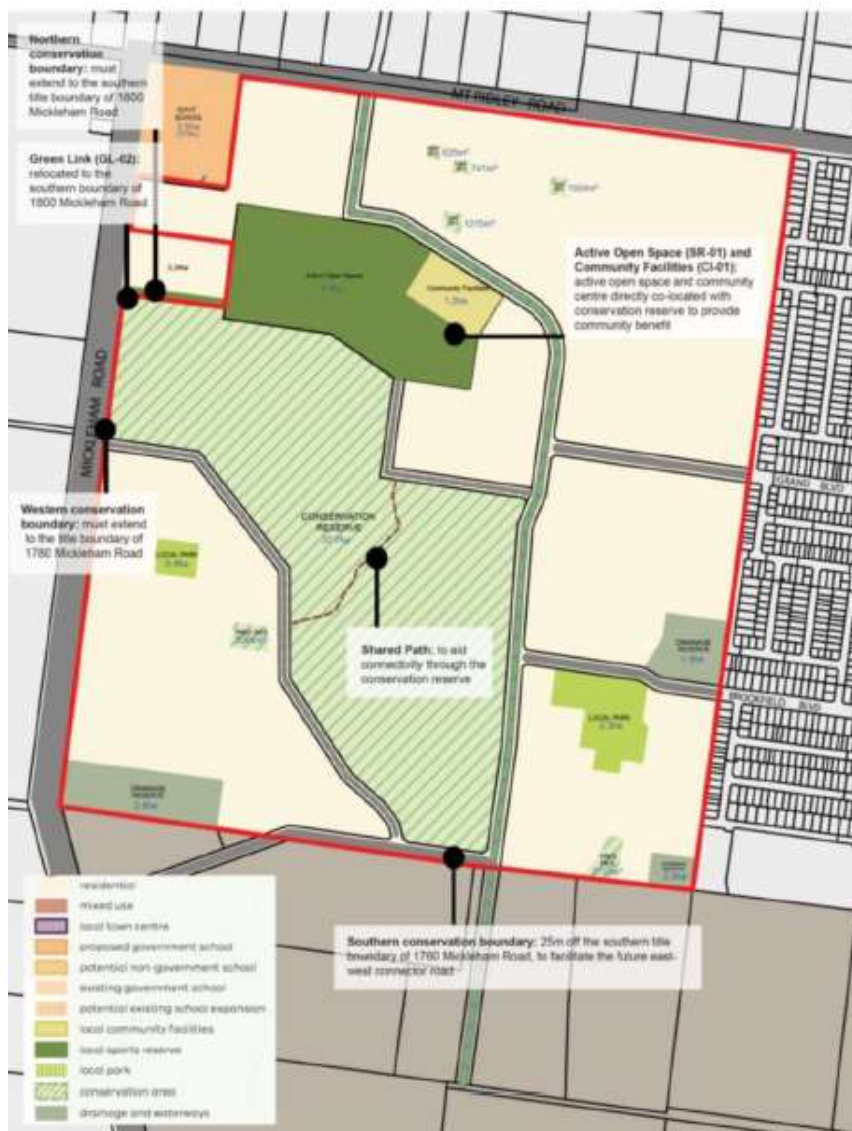 Northern
conservation
boundary: must
extend to the southern
title boundary of 1800
Mickleham Road
Green Link (GL-02):
relocated to the
southern boundary of
1800 Mickleham Road
MT RIDLEY ROAD
SCHOOL
Active Open Space (SR-01) and
Community Facilities (CI-01):
active open space and community
centre directly co-located with
conservation reserve to provide
community benefit
Active Open Space
Community Facilities
MICKLEHAM ROAD
GRAND BLVD
Western conservation
boundary: must extend
to the title boundary of
1780 Mickleham Road
CONSERVATION
RESERVE
LOCAL PARK
Shared Path: to aid
connectivity through the
conservation reserve
DRAINAGE
RESERVE
BROOKFIELD BLVD
LOCAL PARK
DRAINAGE
RESERVE
Southern conservation boundary: 25m off the southern title
boundary of 1760 Mickleham Road, to facilitate the future east-
west connector road
residential
mixed use
local town centre
proposed government school
potential non-government school
existing government school
potential existing school expansion
local community facilities
local sports reserve
local park
conservation area
drainage and waterways